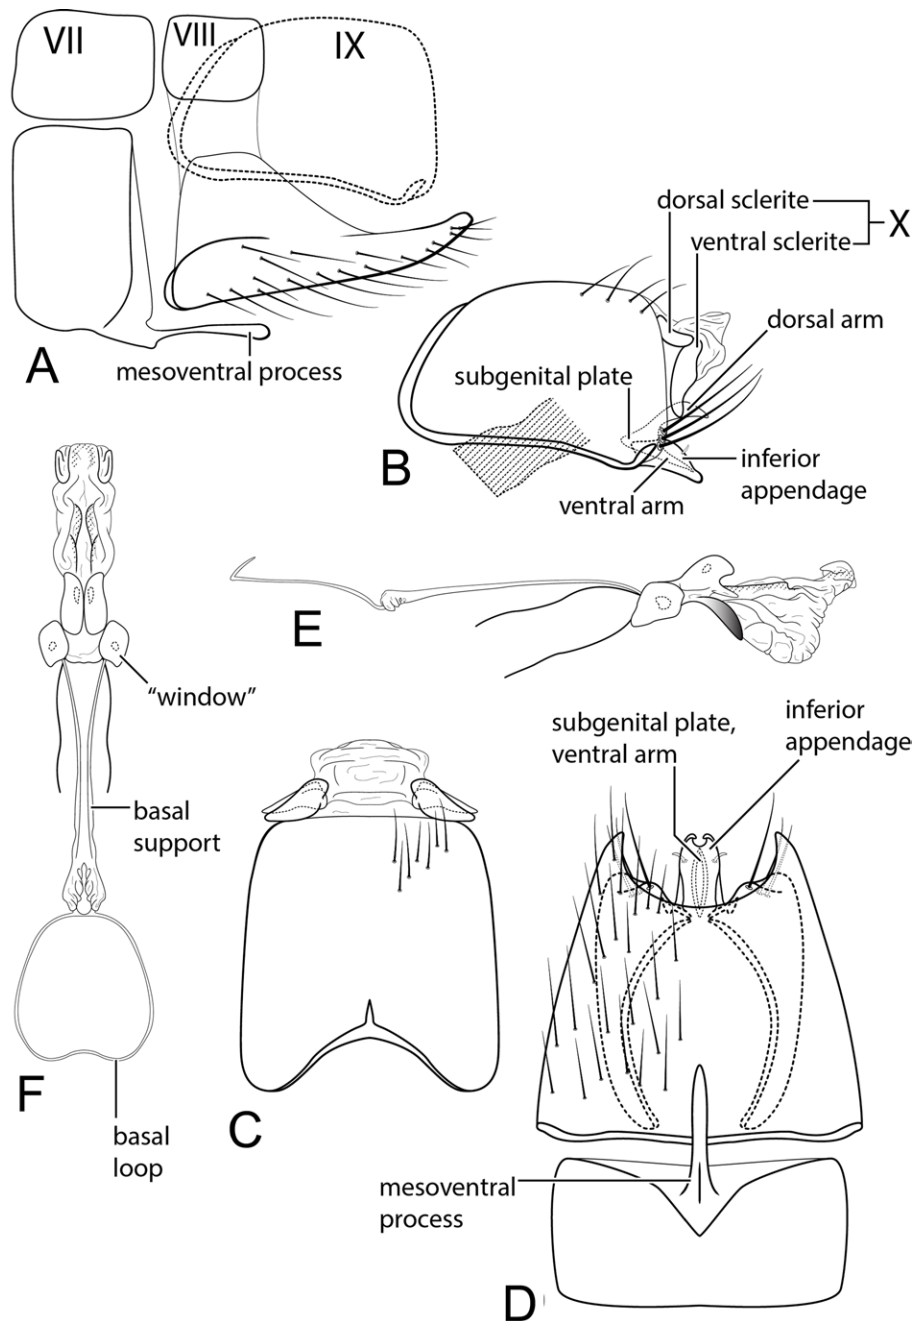 VII
VIII
IX
dorsal sclerite
X
ventral sclerite
dorsal arm
mesoventral process
A
subgenital plate
B
inferior
appendage
ventral arm
E
"window"
subgenital plate,
ventral arm
inferior
appendage
basal
support
F
C
basal
loop
mesoventral
process
D